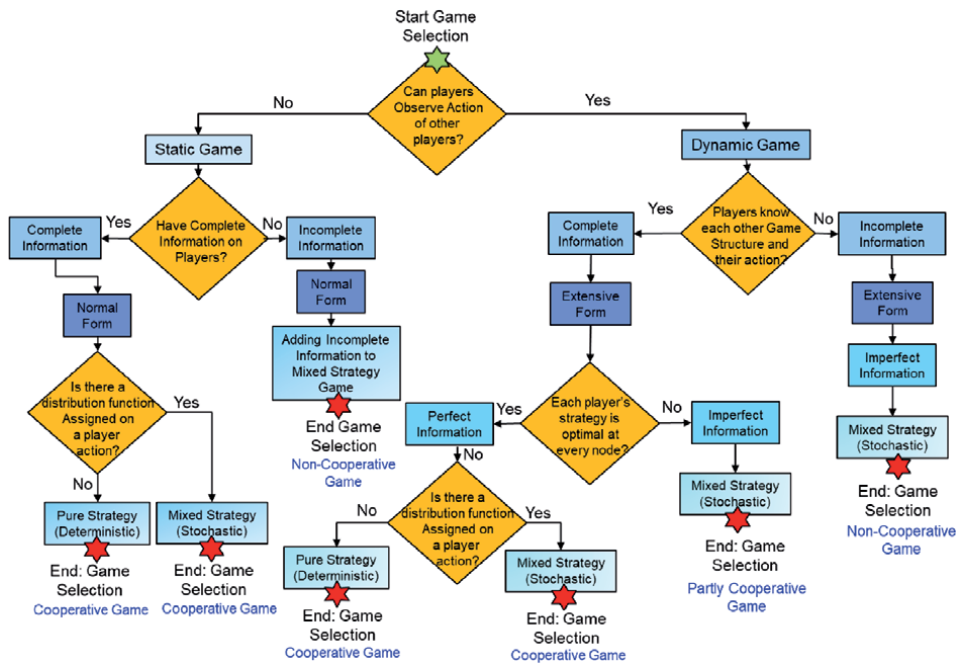 Start Game
Selection
Can players
Observe Action
of other
players?
No
Yes
Static Game
Dynamic Game
Have Complete
Information on
Players?
Yes
No
Complete
Information
Incomplete
Information
Normal
Form
Normal
Form
Adding Incomplete
Information to
Mixed Strategy
Game
End Game
Selection
Non-Cooperative
Game
Is there a
distribution function
Assigned on
a player
action?
Yes
No
Pure Strategy
(Deterministic)
End: Game
Selection
Cooperative Game
Mixed Strategy
(Stochastic)
End: Game
Selection
Cooperative Game
Players know
each other Game
Structure and
their action?
Yes
No
Complete
Information
Incomplete
Information
Extensive
Form
Extensive
Form
Imperfect
Information
Mixed Strategy
(Stochastic)
End: Game
Selection
Non-Cooperative
Game
Each player's
strategy is
optimal at
every node?
Yes
No
Perfect
Information
Imperfect
Information
Mixed Strategy
(Stochastic)
End: Game
Selection
Partly Cooperative
Game
No
Is there a
distribution function
Assigned on
a player
action?
No
Yes
Pure Strategy
(Deterministic)
End: Game
Selection
Cooperative Game
Mixed Strategy
(Stochastic)
End: Game
Selection
Cooperative Game